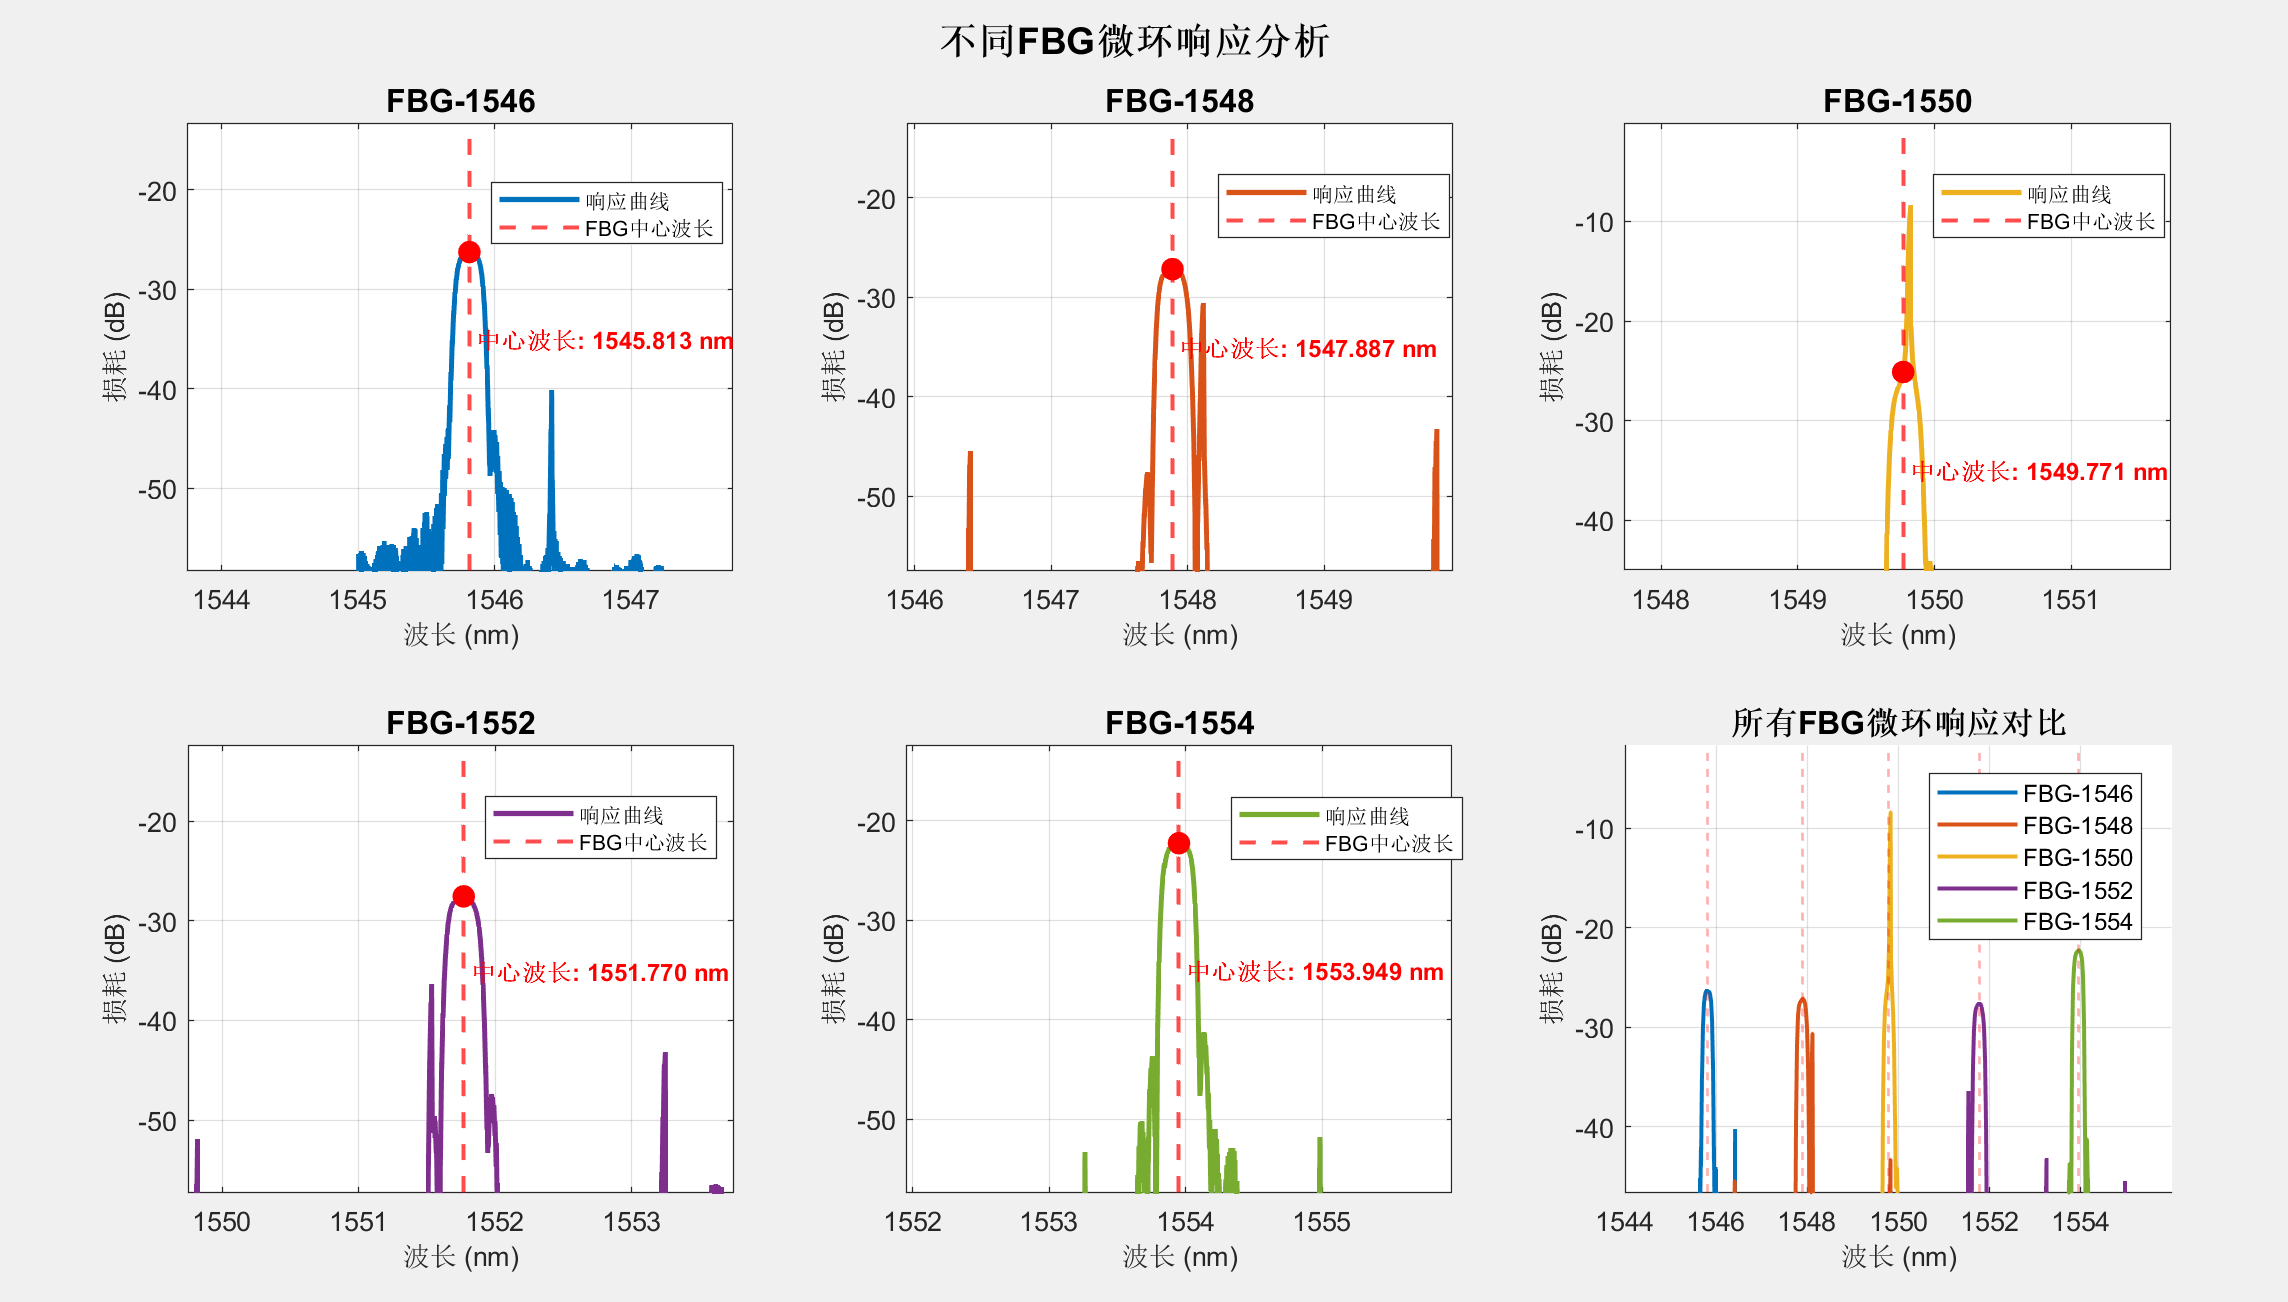 不同FBG微环响应分析
FBG-1546
响应曲线
FBG中心波长
中心波长: 1545.813 nm
-20
-30
-40
-50
损耗 (dB)
1544
1545
1546
1547
波长 (nm)
FBG-1548
响应曲线
FBG中心波长
中心波长: 1547.887 nm
-20
-30
-40
-50
损耗 (dB)
1546
1547
1548
1549
波长 (nm)
FBG-1550
响应曲线
FBG中心波长
中心波长: 1549.771 nm
-10
-20
-30
-40
损耗 (dB)
1548
1549
1550
1551
波长 (nm)
FBG-1552
响应曲线
FBG中心波长
中心波长: 1551.770 nm
-20
-30
-40
-50
损耗 (dB)
1550
1551
1552
1553
波长 (nm)
FBG-1554
响应曲线
FBG中心波长
中心波长: 1553.949 nm
-20
-30
-40
-50
损耗 (dB)
1552
1553
1554
1555
波长 (nm)
所有FBG微环响应对比
FBG-1546
FBG-1548
FBG-1550
FBG-1552
FBG-1554
-10
-20
-30
-40
损耗 (dB)
1544
1546
1548
1550
1552
1554
波长 (nm)